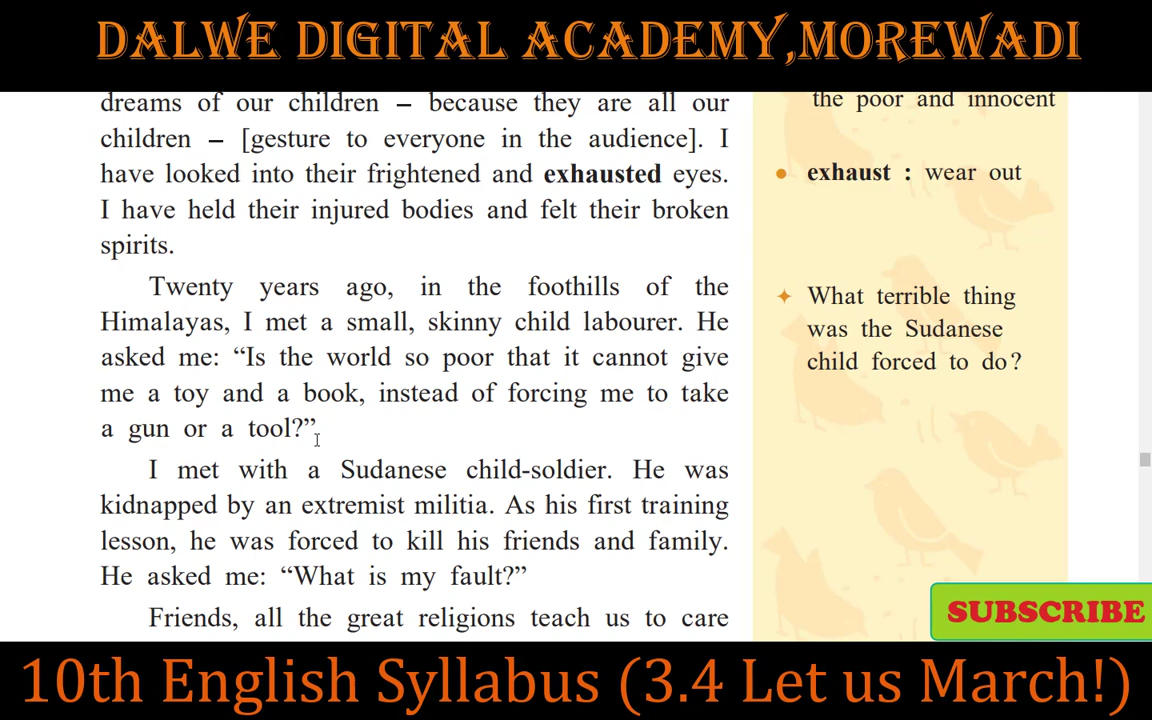 DALWE DIGITAL ACADEMY,MOREWADI
dreams of our children – because they are all our
children – [gesture to everyone in the audience]. I
have looked into their frightened and exhausted eyes.
I have held their injured bodies and felt their broken
spirits.
Twenty years ago, in the foothills of the
Himalayas, I met a small, skinny child labourer. He
asked me: “Is the world so poor that it cannot give
me a toy and a book, instead of forcing me to take
a gun or a tool?”
I met with a Sudanese child-soldier. He was
kidnapped by an extremist militia. As his first training
lesson, he was forced to kill his friends and family.
He asked me: “What is my fault?”
Friends, all the great religions teach us to care
the poor and innocent
• exhaust : wear out
✦ What terrible thing
was the Sudanese
child forced to do?
SUBSCRIBE
10th English Syllabus (3.4 Let us March!)